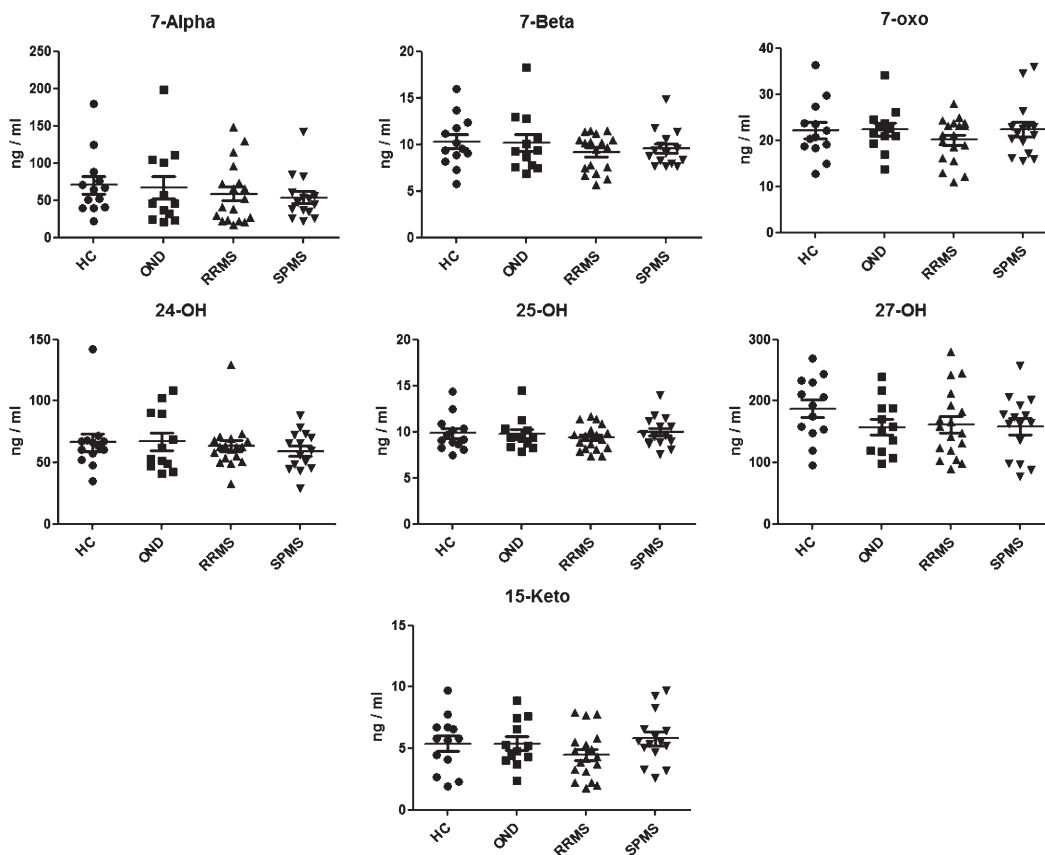 7-Alpha
250
200
150
100
50
0
ng / ml
HC
OND
RRMS
SPMS
7-Beta
20
15
10
5
0
ng / ml
HC
OND
RRMS
SPMS
7-oxo
40
30
20
10
0
ng / ml
HC
OND
RRMS
SPMS
24-OH
150
100
50
0
ng / ml
HC
OND
RRMS
SPMS
25-OH
20
15
10
5
0
ng / ml
HC
OND
RRMS
SPMS
27-OH
300
200
100
0
ng / ml
HC
OND
RRMS
SPMS
15-Keto
15
10
5
0
ng / ml
HC
OND
RRMS
SPMS